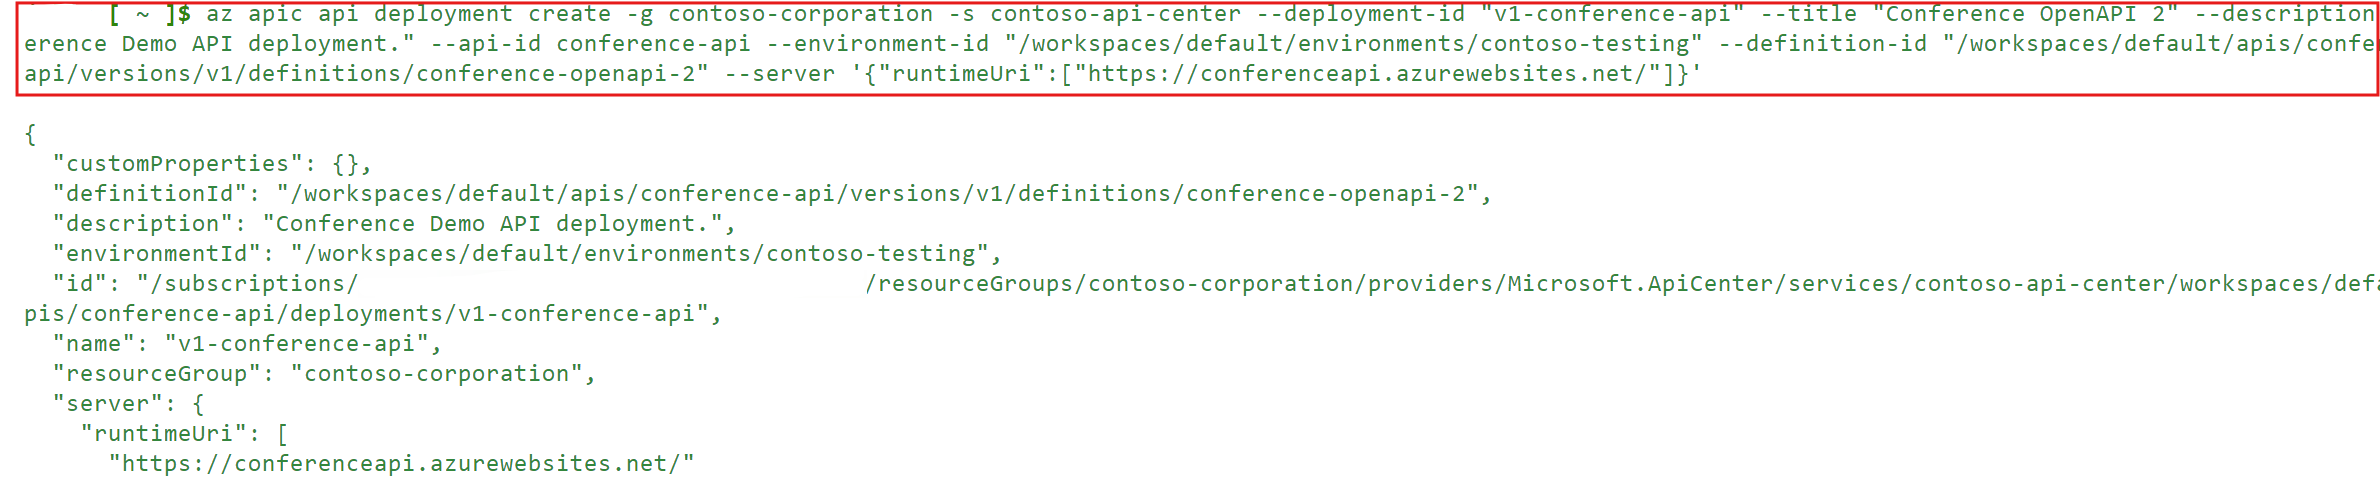 [ ~ ]$ az apic api deployment create -g contoso-corporation -s contoso-api-center --deployment-id "v1-conference-api" --title "Conference OpenAPI 2" --description
erence Demo API deployment." --api-id conference-api --environment-id "/workspaces/default/environments/contoso-testing" --definition-id "/workspaces/default/apis/confe
api/versions/v1/definitions/conference-openapi-2" --server '{"runtimeUri":["https://conferenceapi.azurewebsites.net/"]}'
{
  "customProperties": {},
  "definitionId": "/workspaces/default/apis/conference-api/versions/v1/definitions/conference-openapi-2",
  "description": "Conference Demo API deployment.",
  "environmentId": "/workspaces/default/environments/contoso-testing",
  "id": "/subscriptions/ /resourceGroups/contoso-corporation/providers/Microsoft.ApiCenter/services/contoso-api-center/workspaces/defa
pis/conference-api/deployments/v1-conference-api",
  "name": "v1-conference-api",
  "resourceGroup": "contoso-corporation",
  "server": {
    "runtimeUri": [
      "https://conferenceapi.azurewebsites.net/"